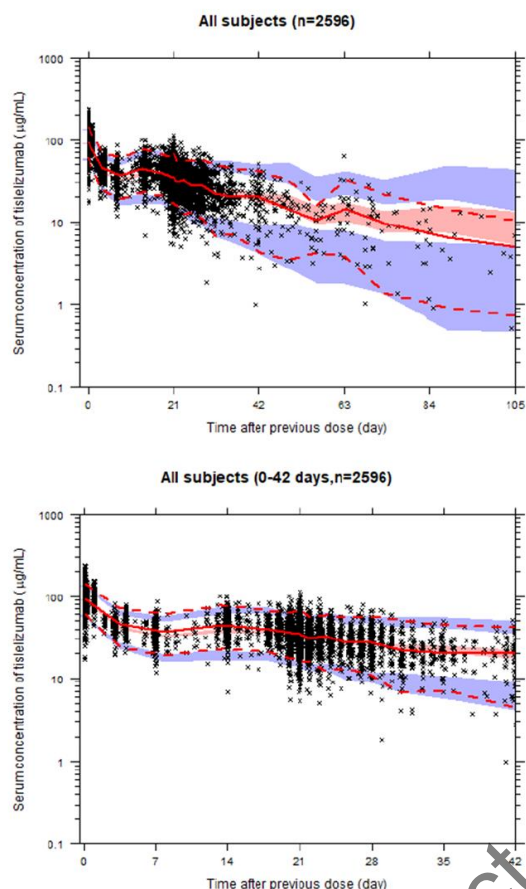 All subjects (n=2596)
1000
100
10
1
0.1
Serum concentration of tislelizumab (µg/mL)
0 21 42 63 84 105
Time after previous dose (day)
All subjects (0-42 days,n=2596)
1000
100
10
1
0.1
Serum concentration of tislelizumab (µg/mL)
0 7 14 21 28 35 42
Time after previous dose (day)